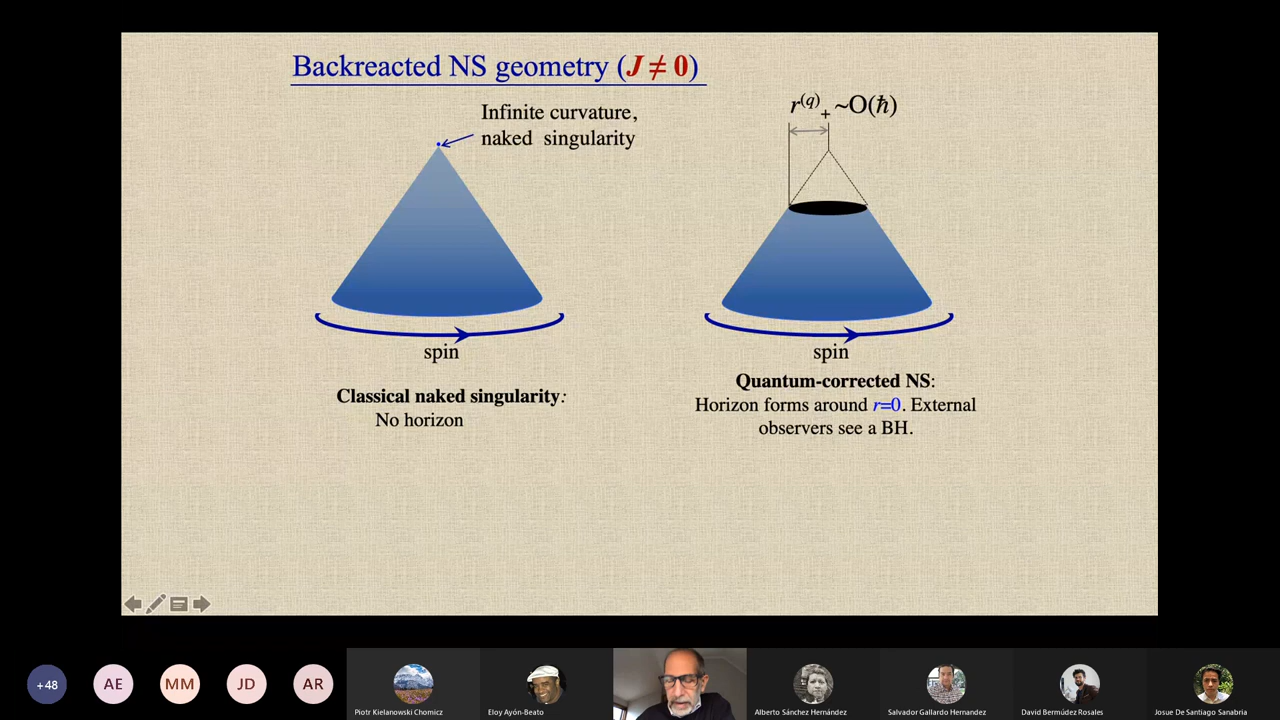 Backreacted NS geometry (J ≠ 0)
Infinite curvature,
naked singularity
r(q)+ ~O(ħ)
spin
spin
Classical naked singularity:
No horizon
Quantum-corrected NS:
Horizon forms around r=0. External
observers see a BH.
+48
AE
MM
JD
AR
Piotr Kielanowski Chomicz
Eloy Ayón-Beato
Alberto Sánchez Hernández
Salvador Gallardo Hernandez
David Bermúdez Rosales
Josue De Santiago Sanabria